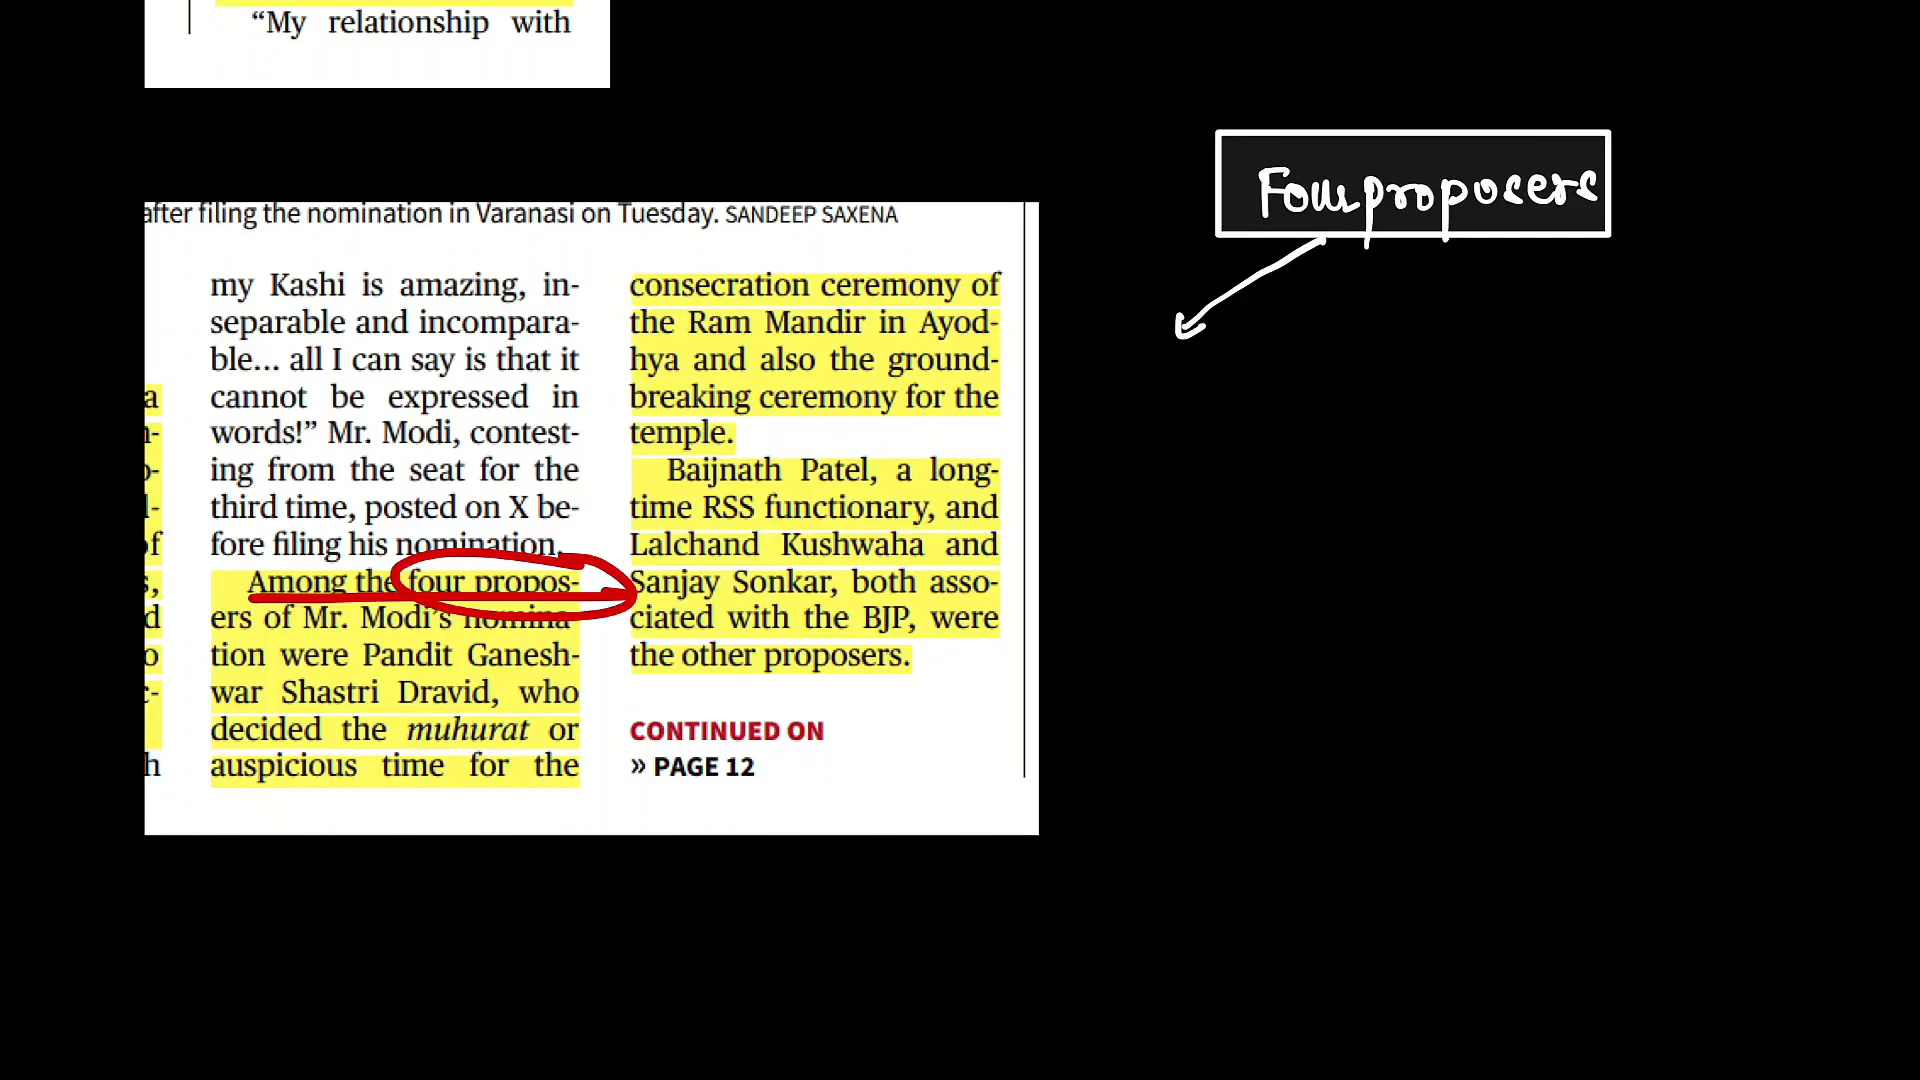 “My relationship with
Four proposers
after filing the nomination in Varanasi on Tuesday. SANDEEP SAXENA
my Kashi is amazing, in-
separable and incompara-
ble... all I can say is that it
cannot be expressed in
words!” Mr. Modi, contest-
ing from the seat for the
third time, posted on X be-
fore filing his nomination.
Among the four propos-
ers of Mr. Modi’s nomina-
tion were Pandit Ganesh-
war Shastri Dravid, who
decided the muhurat or
auspicious time for the
consecration ceremony of
the Ram Mandir in Ayod-
hya and also the ground-
breaking ceremony for the
temple.
Baijnath Patel, a long-
time RSS functionary, and
Lalchand Kushwaha and
Sanjay Sonkar, both asso-
ciated with the BJP, were
the other proposers.
CONTINUED ON
» PAGE 12